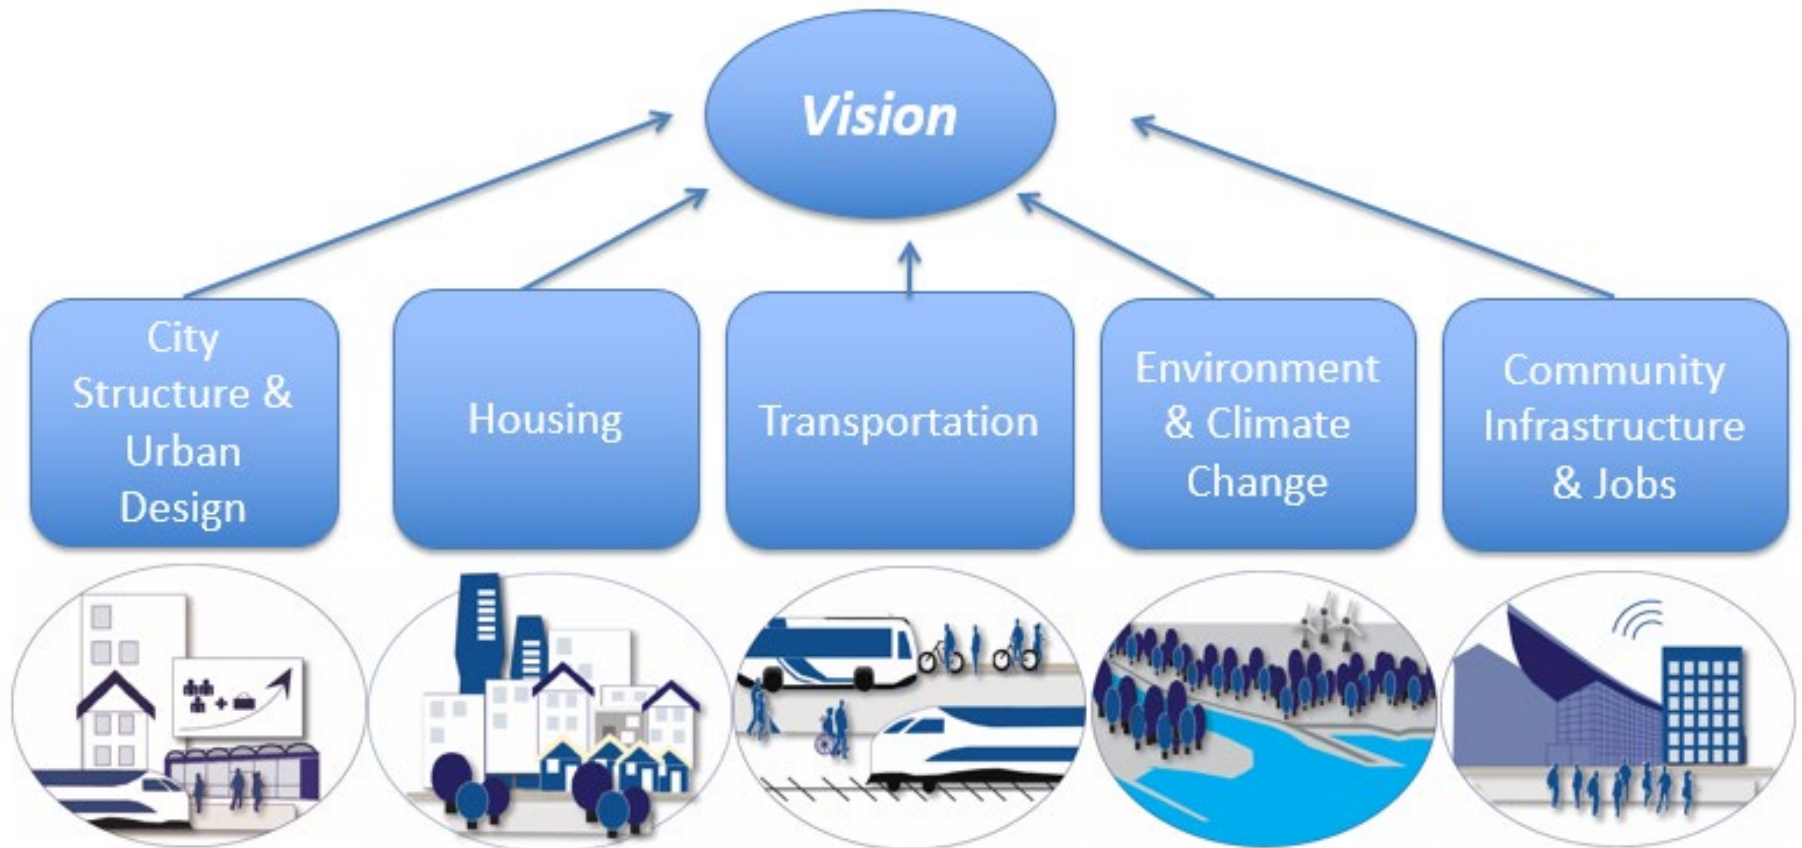 Vision
City
Structure &
Urban
Design
Housing
Transportation
Environment
& Climate
Change
Community
Infrastructure
& Jobs